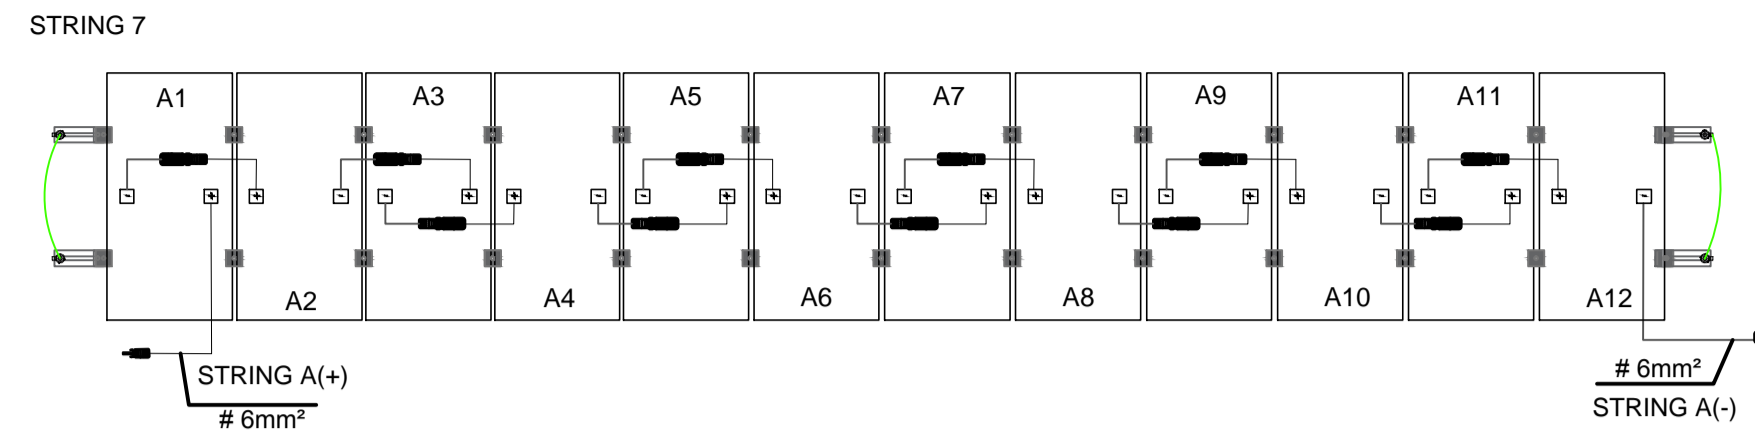 STRING 7
A1
A3
A5
A7
A9
A11
- + + - - + + - - + + - - + + - - + + - - + + -
A2
A4
A6
A8
A10
A12
STRING A(+)
# 6mm²
# 6mm²
STRING A(-)